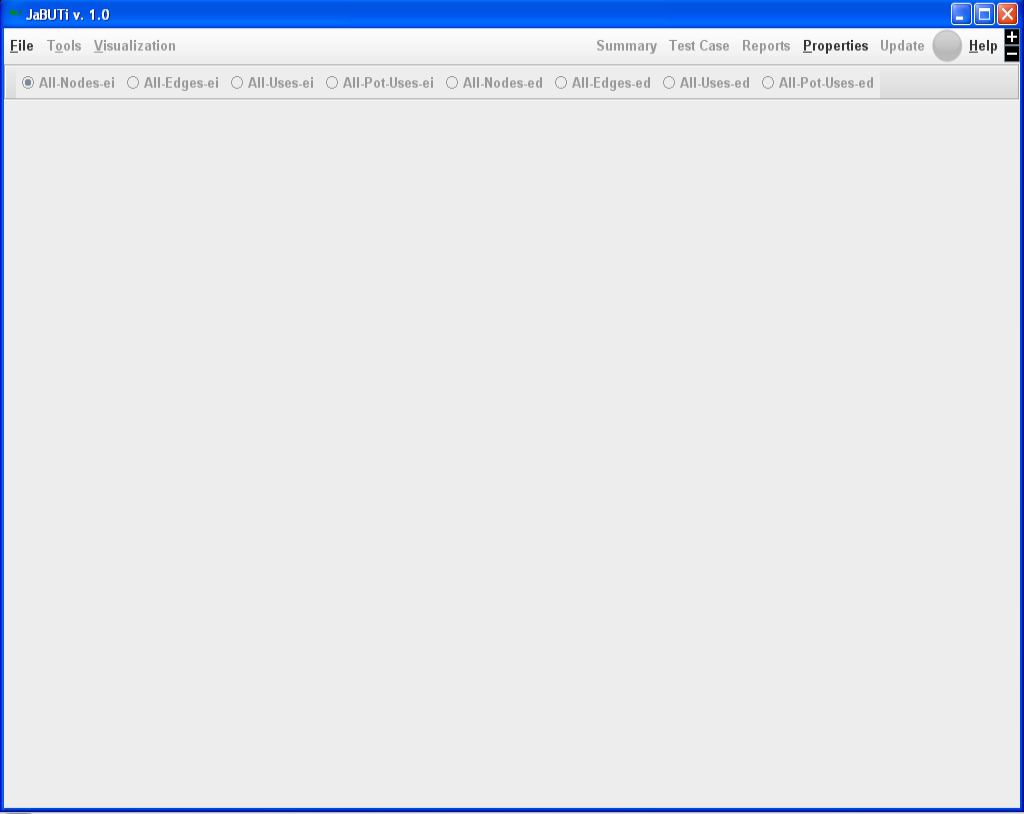 JaBUTi v. 1.0
File Tools Visualization Summary Test Case Reports Properties Update Help
All-Nodes-ei All-Edges-ei All-Uses-ei All-Pot-Uses-ei All-Nodes-ed All-Edges-ed All-Uses-ed All-Pot-Uses-ed